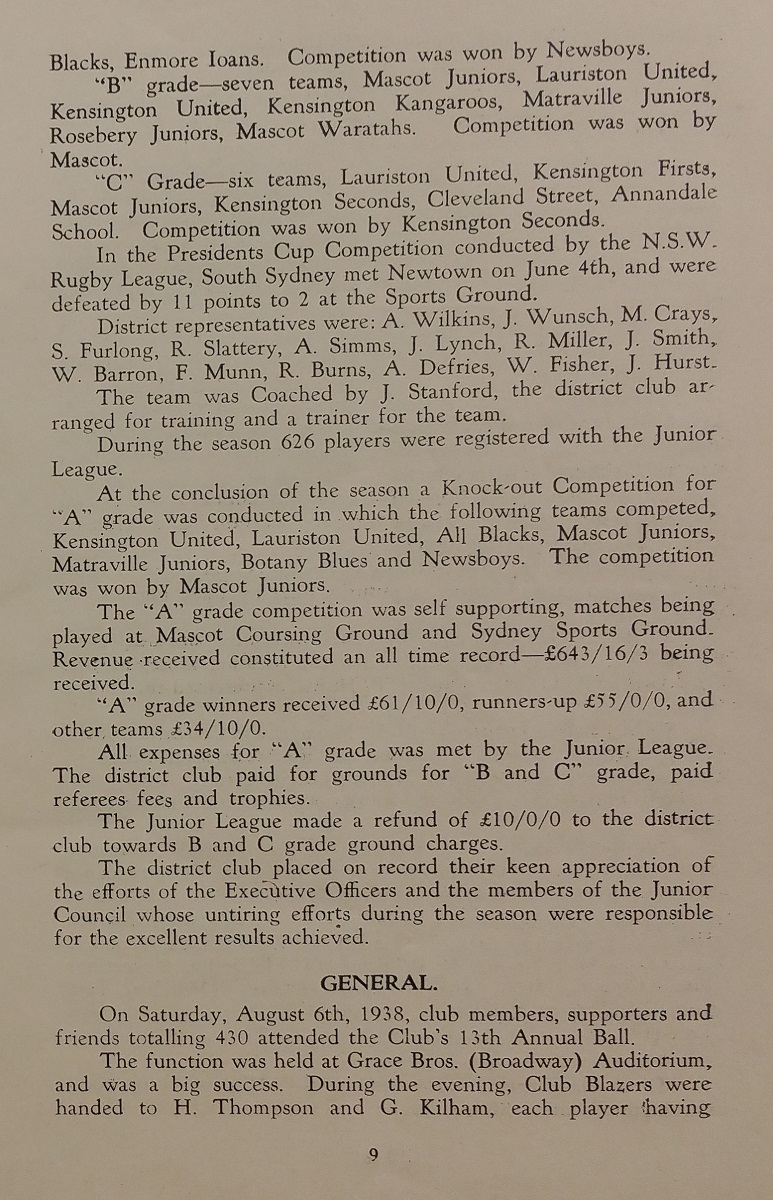 Blacks, Enmore Ioans. Competition was won by Newsboys.
"B" grade—seven teams, Mascot Juniors, Lauriston United,
Kensington United, Kensington Kangaroos, Matraville Juniors,
Rosebery Juniors, Mascot Waratahs. Competition was won by
Mascot.
"C" Grade—six teams, Lauriston United, Kensington Firsts,
Mascot Juniors, Kensington Seconds, Cleveland Street, Annandale
School. Competition was won by Kensington Seconds.
In the Presidents Cup Competition conducted by the N.S.W.
Rugby League, South Sydney met Newtown on June 4th, and were
defeated by 11 points to 2 at the Sports Ground.
District representatives were: A. Wilkins, J. Wunsch, M. Crays,
S. Furlong, R. Slattery, A. Simms, J. Lynch, R. Miller, J. Smith,
W. Barron, F. Munn, R. Burns, A. Defries, W. Fisher, J. Hurst.
The team was Coached by J. Stanford, the district club ar-
ranged for training and a trainer for the team.
During the season 626 players were registered with the Junior
League.
At the conclusion of the season a Knock-out Competition for
"A" grade was conducted in which the following teams competed,
Kensington United, Lauriston United, All Blacks, Mascot Juniors,
Matraville Juniors, Botany Blues and Newsboys. The competition
was won by Mascot Juniors.
The "A" grade competition was self supporting, matches being
played at Mascot Coursing Ground and Sydney Sports Ground.
Revenue received constituted an all time record—£643/16/3 being
received.
"A" grade winners received £61/10/0, runners-up £55/0/0, and
other teams £34/10/0.
All expenses for "A" grade was met by the Junior League.
The district club paid for grounds for "B and C" grade, paid
referees fees and trophies.
The Junior League made a refund of £10/0/0 to the district
club towards B and C grade ground charges.
The district club placed on record their keen appreciation of
the efforts of the Executive Officers and the members of the Junior
Council whose untiring efforts during the season were responsible
for the excellent results achieved.
GENERAL.
On Saturday, August 6th, 1938, club members, supporters and
friends totalling 430 attended the Club's 13th Annual Ball.
The function was held at Grace Bros. (Broadway) Auditorium,
and was a big success. During the evening, Club Blazers were
handed to H. Thompson and G. Kilham, each player having
9